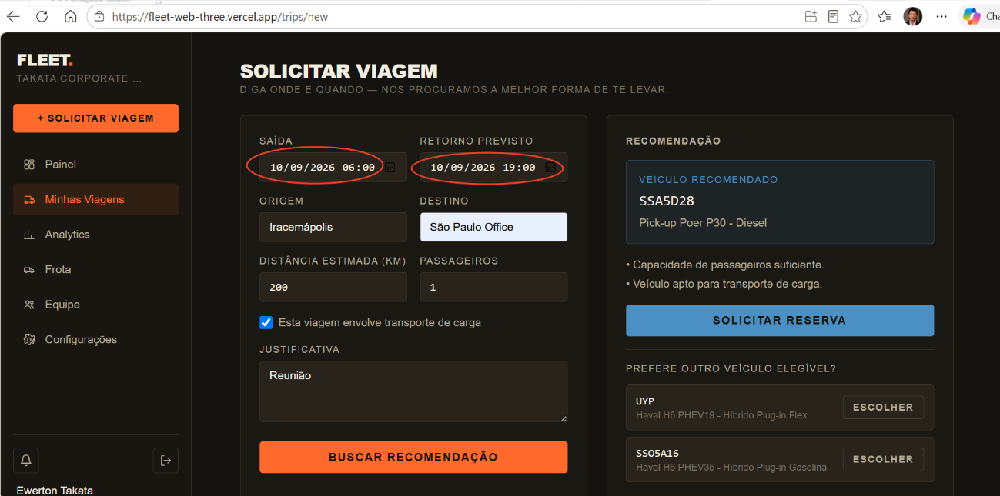 https://fleet-web-three.vercel.app/trips/new
FLEET.
TAKATA CORPORATE ...
+ SOLICITAR VIAGEM
Painel
Minhas Viagens
Analytics
Frota
Equipe
Configurações
Ewerton Takata
SOLICITAR VIAGEM
DIGA ONDE E QUANDO — NÓS PROCURAMOS A MELHOR FORMA DE TE LEVAR.
SAÍDA
10/09/2026 06:00
RETORNO PREVISTO
10/09/2026 19:00
ORIGEM
Iracemápolis
DESTINO
São Paulo Office
DISTÂNCIA ESTIMADA (KM)
200
PASSAGEIROS
1
Esta viagem envolve transporte de carga
JUSTIFICATIVA
Reunião
BUSCAR RECOMENDAÇÃO
RECOMENDAÇÃO
VEÍCULO RECOMENDADO
SSA5D28
Pick-up Poer P30 - Diesel
• Capacidade de passageiros suficiente.
• Veículo apto para transporte de carga.
SOLICITAR RESERVA
PREFERE OUTRO VEÍCULO ELEGÍVEL?
UYP
Haval H6 PHEV19 - Híbrido Plug-in Flex
ESCOLHER
SSO5A16
Haval H6 PHEV35 - Híbrido Plug-in Gasolina
ESCOLHER